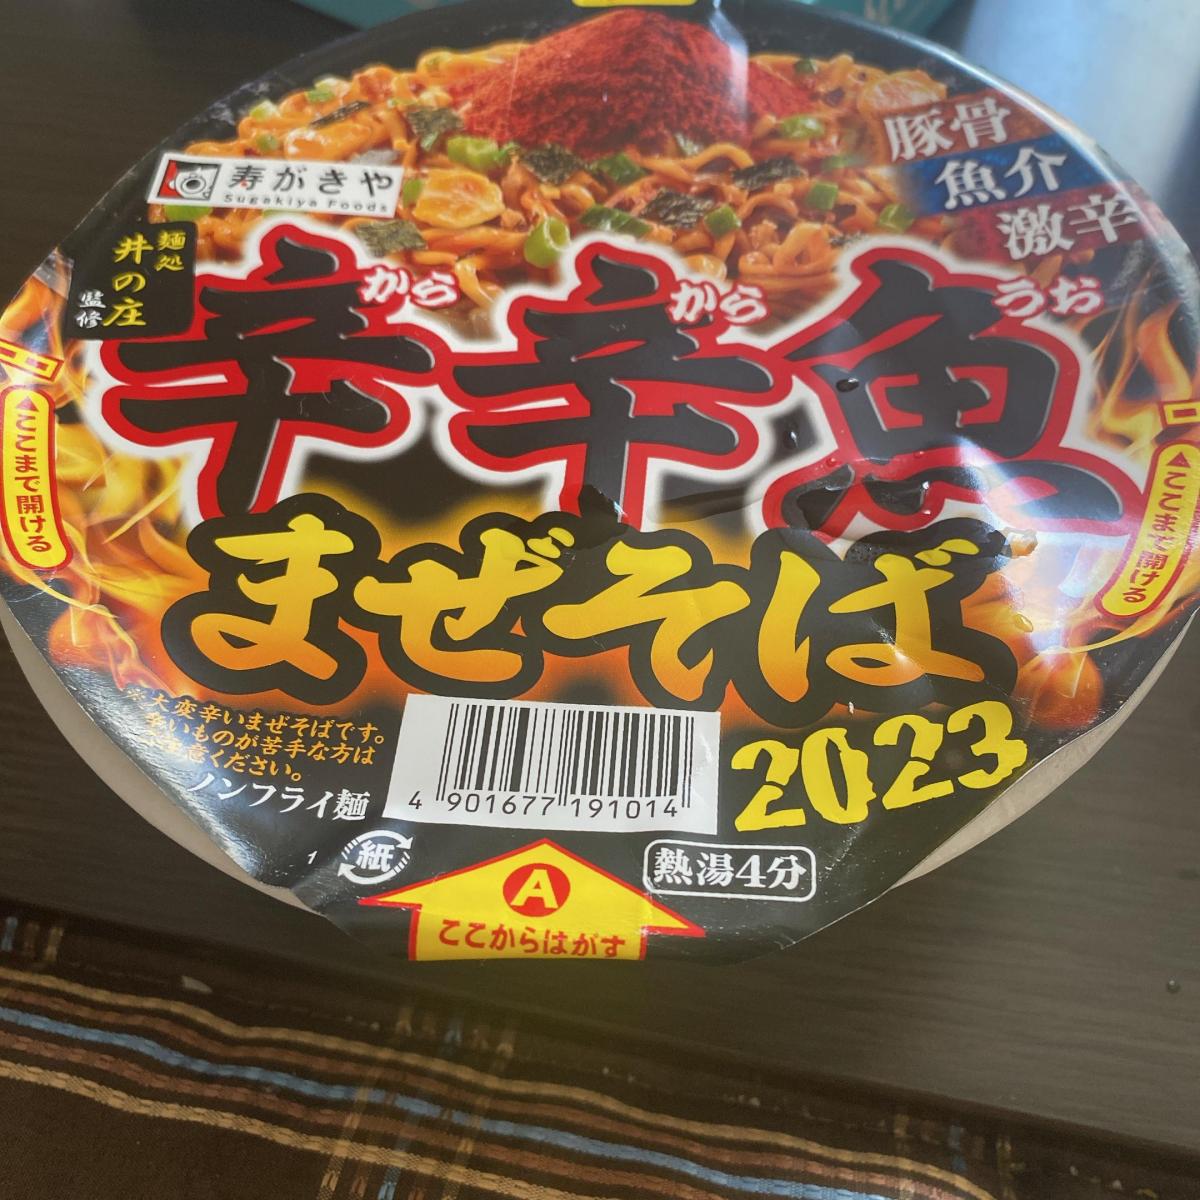 豚骨
魚介
激辛
寿がきや
Sugakiya Foods
麺処
井の庄
監修
辛辛魚
から から うお
まぜそば
2023
ここまで開ける
ここまで開ける
※大変辛いまぜそばです。
辛いものが苦手な方は
ご注意ください。
ノンフライ麺
4 901677 191014
1
紙
熱湯4分
A
ここからはがす